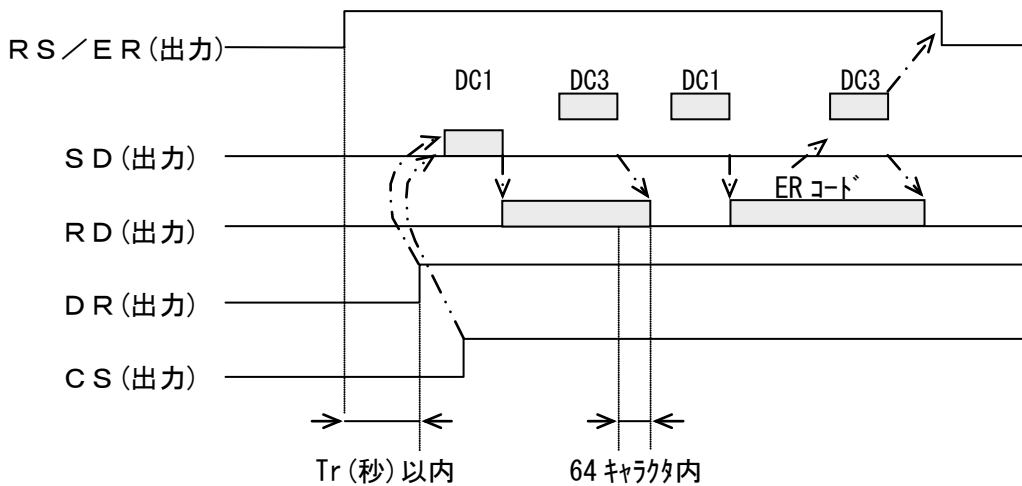 ＲＳ／ＥＲ(出力)
DC1
DC3
DC1
DC3
ＳＤ(出力)
ER ｺｰﾄﾞ
ＲＤ(出力)
ＤＲ(出力)
ＣＳ(出力)
Tr(秒)以内
64 ｷｬﾗｸﾀ内